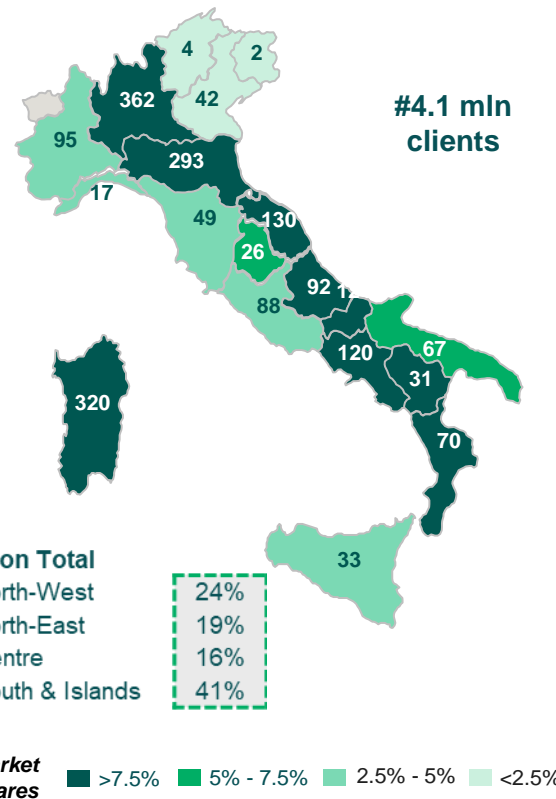 4
2
362
42
#4.1 mln
clients
95
293
17
49
130
26
92
88
120
67
31
320
70
33
on Total
rth-West
24%
rth-East
19%
entre
16%
uth & Islands
41%
rket
ares
>7.5%
5% - 7.5%
2.5% - 5%
<2.5%